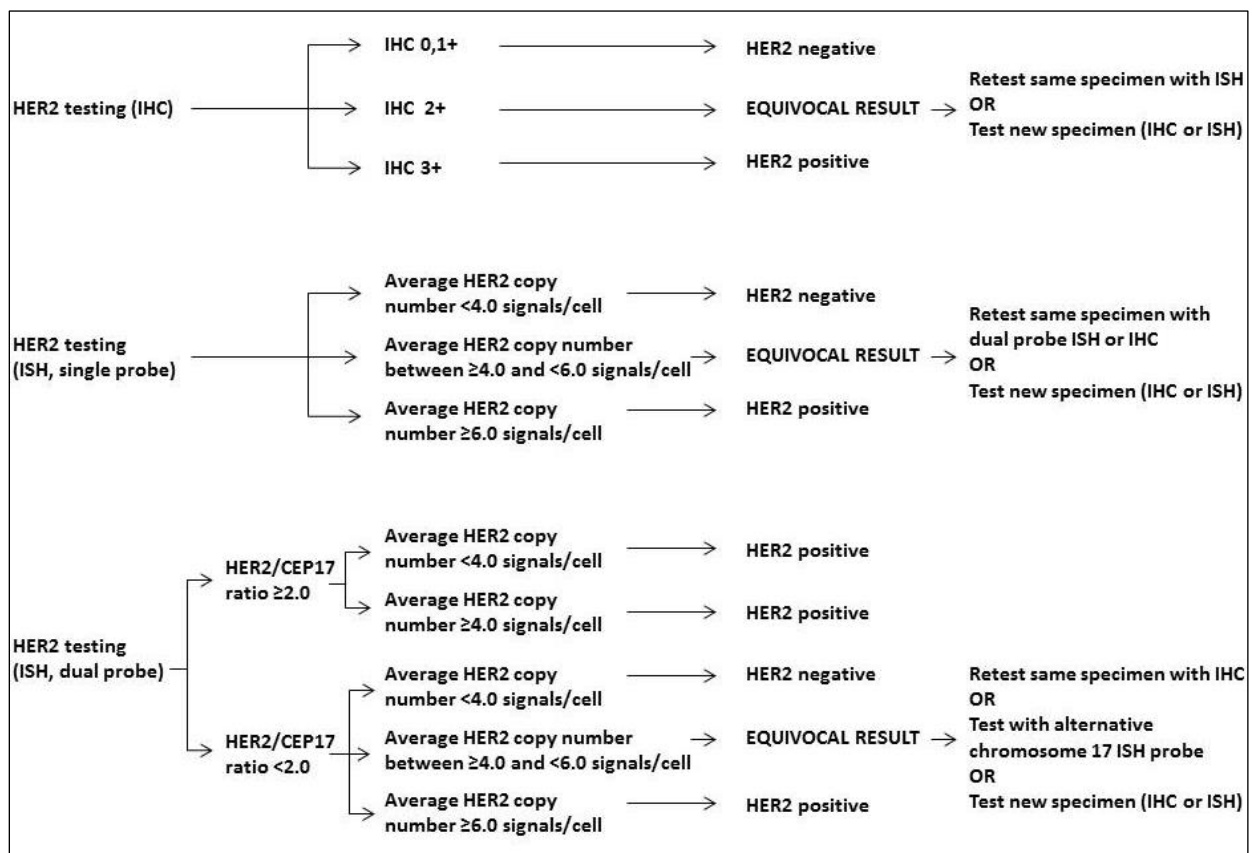 HER2 testing (IHC)
IHC 0,1+
HER2 negative
IHC 2+
EQUIVOCAL RESULT
Retest same specimen with ISH
OR
Test new specimen (IHC or ISH)
IHC 3+
HER2 positive
HER2 testing
(ISH, single probe)
Average HER2 copy
number <4.0 signals/cell
HER2 negative
Average HER2 copy number
between ≥4.0 and <6.0 signals/cell
EQUIVOCAL RESULT
Retest same specimen with
dual probe ISH or IHC
OR
Test new specimen (IHC or ISH)
Average HER2 copy
number ≥6.0 signals/cell
HER2 positive
HER2 testing
(ISH, dual probe)
HER2/CEP17
ratio ≥2.0
Average HER2 copy
number <4.0 signals/cell
HER2 positive
Average HER2 copy
number ≥4.0 signals/cell
HER2 positive
HER2/CEP17
ratio <2.0
Average HER2 copy
number <4.0 signals/cell
HER2 negative
Average HER2 copy number
between ≥4.0 and <6.0 signals/cell
EQUIVOCAL RESULT
Retest same specimen with IHC
OR
Test with alternative
chromosome 17 ISH probe
OR
Test new specimen (IHC or ISH)
Average HER2 copy
number ≥6.0 signals/cell
HER2 positive